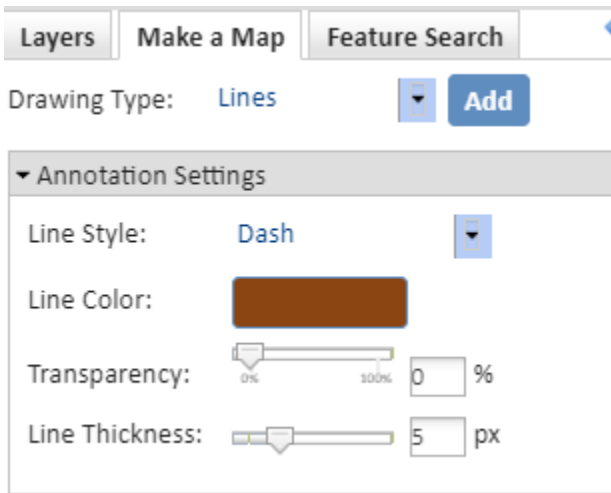 Layers Make a Map Feature Search
Drawing Type: Lines Add
Annotation Settings
Line Style: Dash
Line Color:
Transparency: 0% 100% 0 %
Line Thickness: 5 px